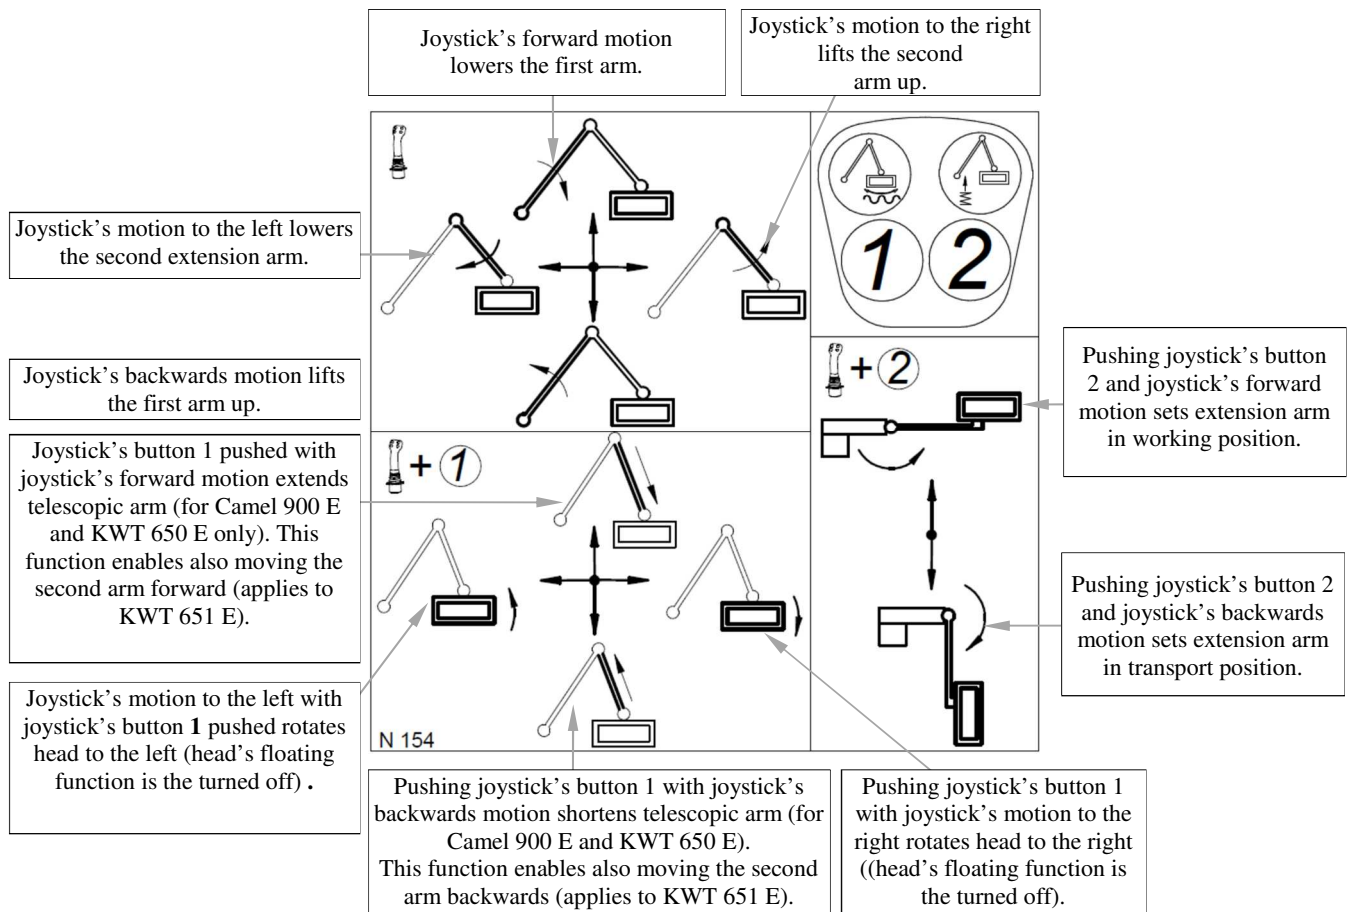 Joystick's forward motion
lowers the first arm.
Joystick's motion to the right
lifts the second
arm up.
Joystick's motion to the left lowers
the second extension arm.
1
2
Joystick's backwards motion lifts
the first arm up.
+ 2
Pushing joystick's button
2 and joystick's forward
motion sets extension arm
in working position.
Joystick's button 1 pushed with
joystick's forward motion extends
telescopic arm (for Camel 900 E
and KWT 650 E only). This
function enables also moving the
second arm forward (applies to
KWT 651 E).
+ 1
Pushing joystick's button 2
and joystick's backwards
motion sets extension arm
in transport position.
Joystick's motion to the left with
joystick's button 1 pushed rotates
head to the left (head's floating
function is the turned off) .
N 154
Pushing joystick's button 1 with joystick's
backwards motion shortens telescopic arm (for
Camel 900 E and KWT 650 E).
This function enables also moving the second
arm backwards (applies to KWT 651 E).
Pushing joystick's button 1
with joystick's motion to the
right rotates head to the right
((head's floating function is
the turned off).